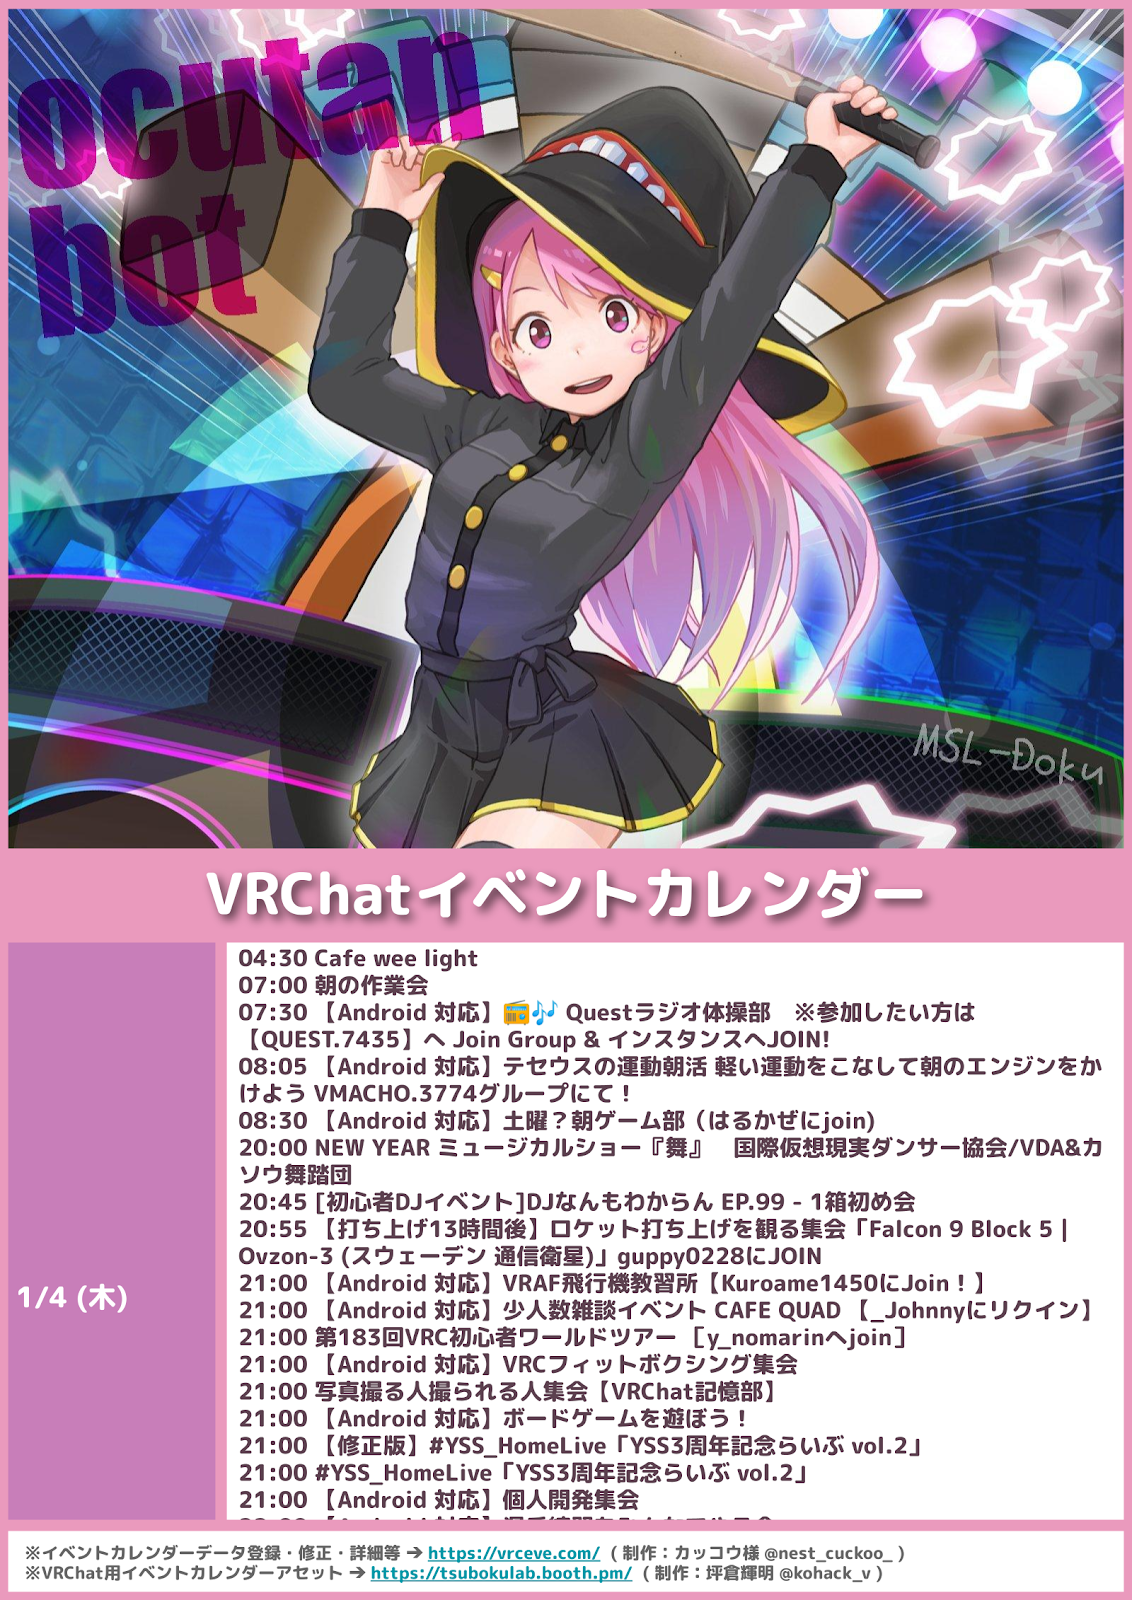 ocutan
bot
MSL-Doku
VRChatイベントカレンダー
1/4 (木)
04:30 Cafe wee light
07:00 朝の作業会
07:30 【Android 対応】📻🎶 Questラジオ体操部　※参加したい方は
【QUEST.7435】へ Join Group & インスタンスへJOIN!
08:05 【Android 対応】テセウスの運動朝活 軽い運動をこなして朝のエンジンをか
けよう VMACHO.3774グループにて！
08:30 【Android 対応】土曜？朝ゲーム部（はるかぜにjoin)
20:00 NEW YEAR ミュージカルショー『舞』　国際仮想現実ダンサー協会/VDA&カ
ソウ舞踏団
20:45 [初心者DJイベント]DJなんもわからん EP.99 - 1箱初め会
20:55 【打ち上げ13時間後】ロケット打ち上げを観る集会「Falcon 9 Block 5 |
Ovzon-3 (スウェーデン 通信衛星)」guppy0228にJOIN
21:00 【Android 対応】VRAF飛行機教習所【Kuroame1450にJoin！】
21:00 【Android 対応】少人数雑談イベント CAFE QUAD 【_Johnnyにリクイン】
21:00 第183回VRC初心者ワールドツアー ［y_nomarinへjoin］
21:00 【Android 対応】VRCフィットボクシング集会
21:00 写真撮る人撮られる人集会【VRChat記憶部】
21:00 【Android 対応】ボードゲームを遊ぼう！
21:00 【修正版】#YSS_HomeLive「YSS3周年記念らいぶ vol.2」
21:00 #YSS_HomeLive「YSS3周年記念らいぶ vol.2」
21:00 【Android 対応】個人開発集会
※イベントカレンダーデータ登録・修正・詳細等 → https://vrceve.com/ ( 制作：カッコウ様 @nest_cuckoo_ )
※VRChat用イベントカレンダーアセット → https://tsubokulab.booth.pm/ ( 制作：坪倉輝明 @kohack_v )